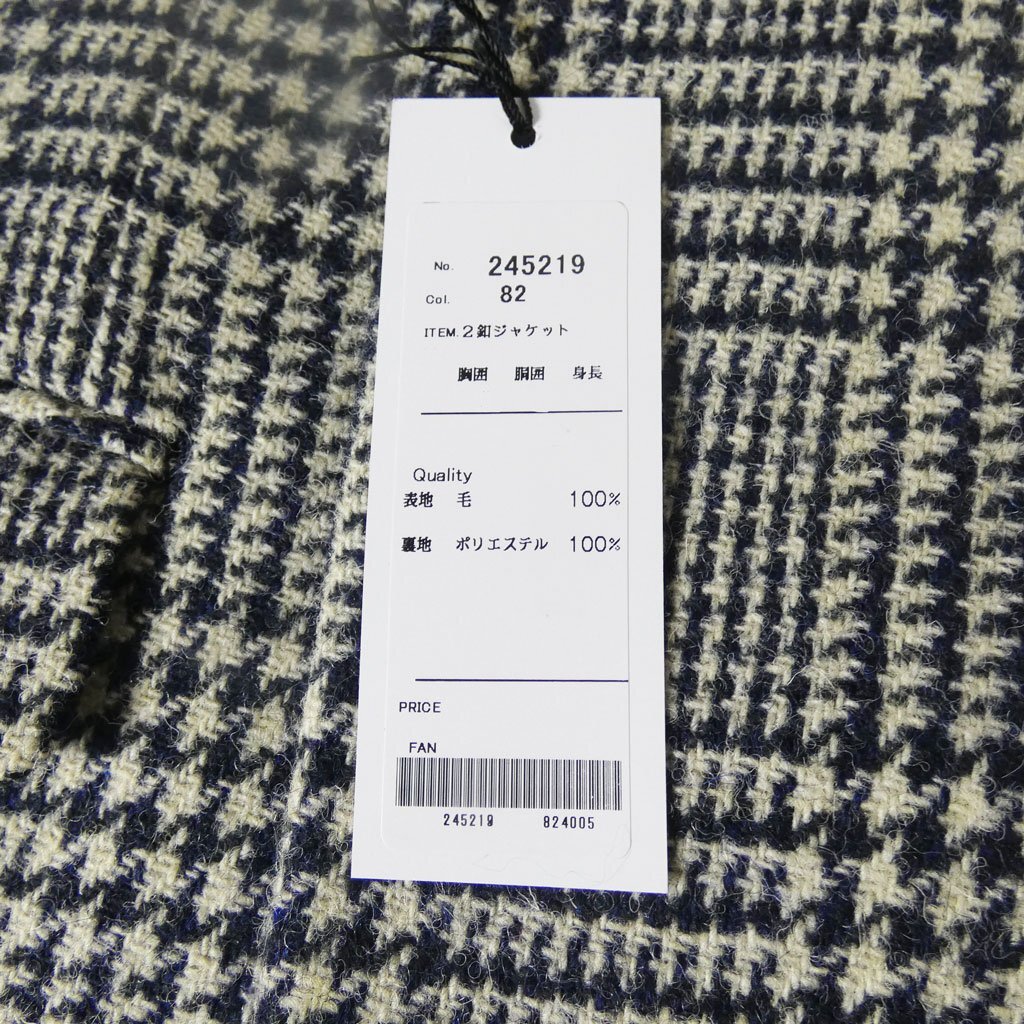 No. 245219
Col. 82
ITEM.2釦ジャケット
胸囲 胴囲 身長
Quality
表地 毛 100%
裏地 ポリエステル 100%
PRICE
FAN
245219 824005